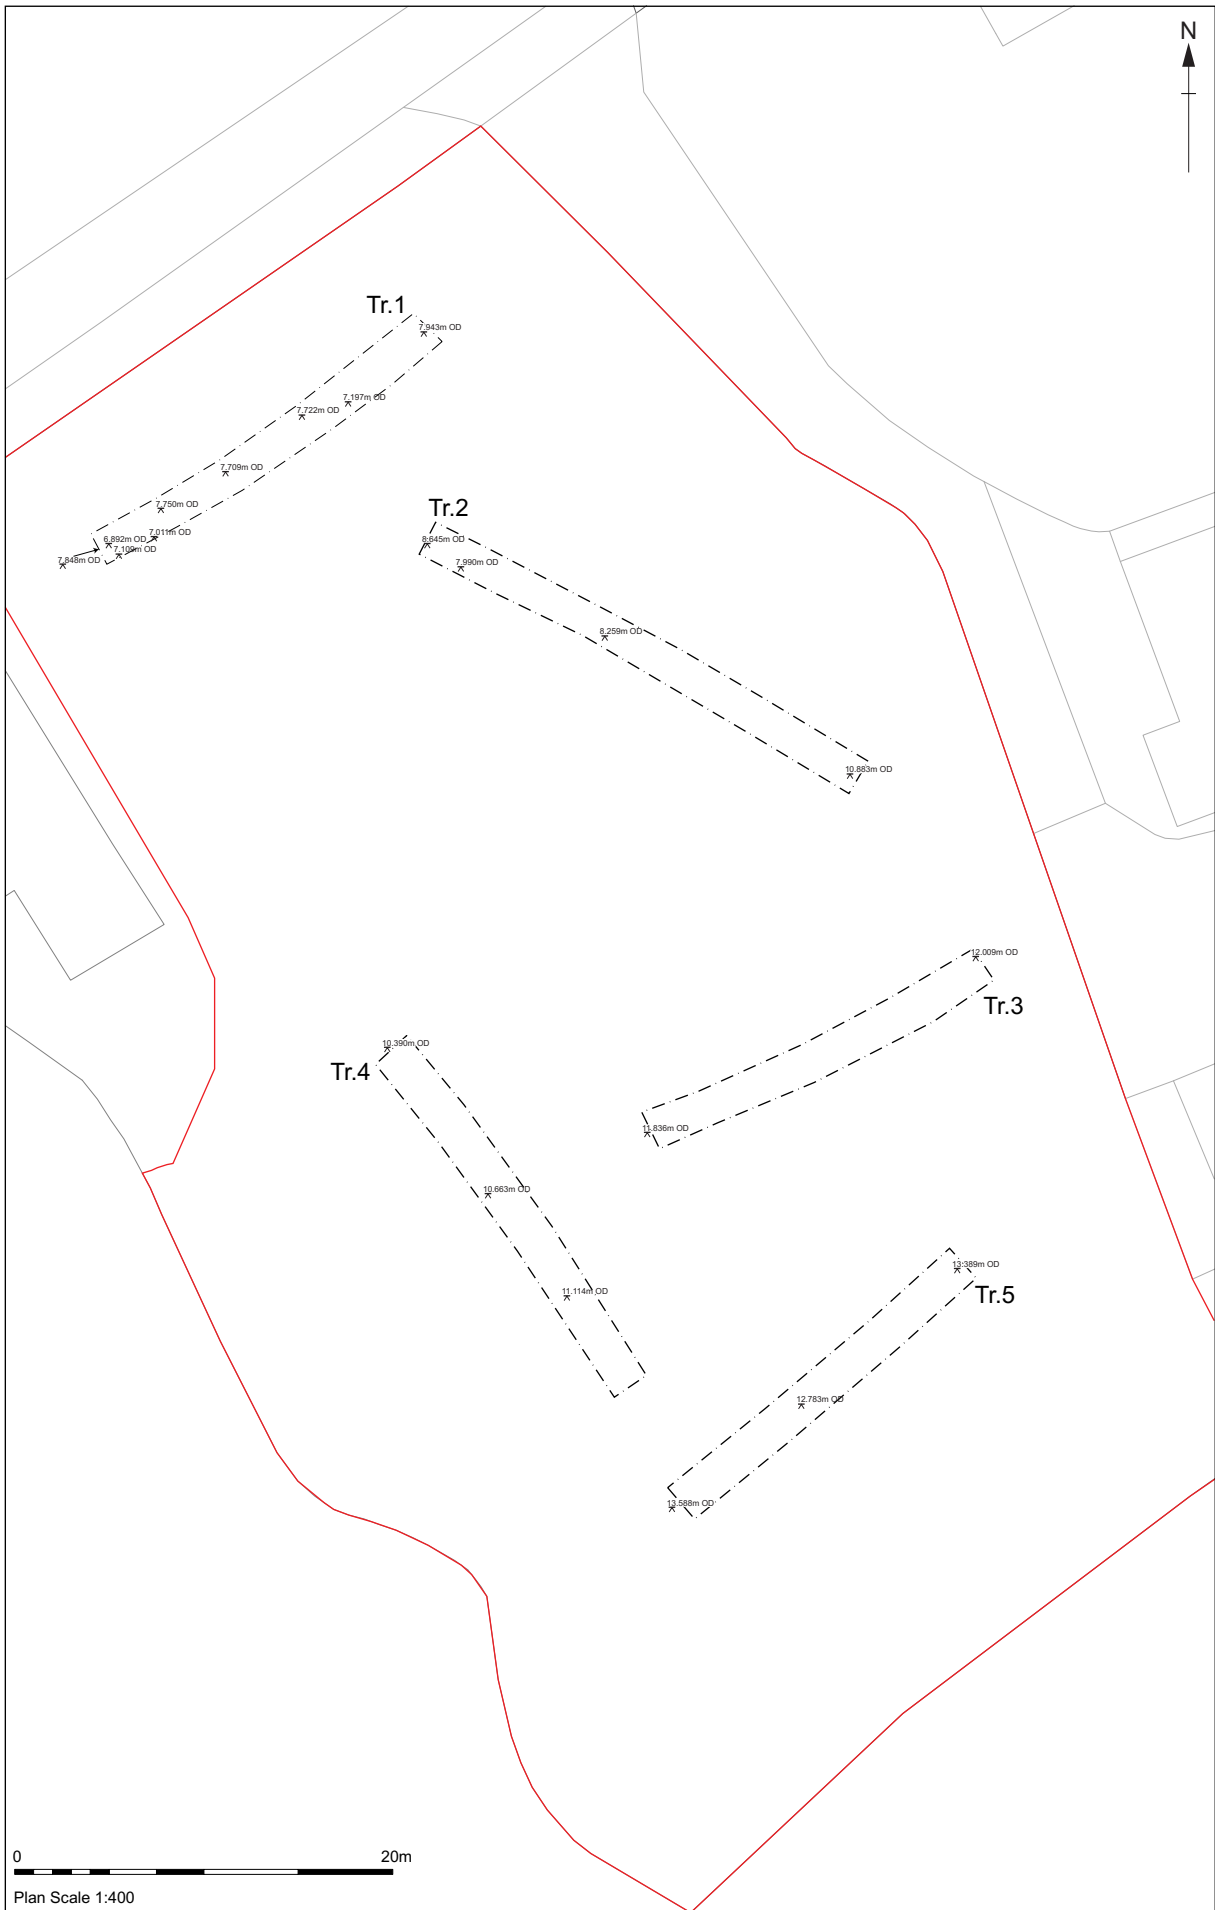 N
Tr.1
7.943m OD
7.197m OD
7.722m OD
7.709m OD
7.750m OD
7.011m OD
6.892m OD
7.109m OD
7.848m OD
Tr.2
8.645m OD
7.990m OD
8.259m OD
10.883m OD
12.009m OD
Tr.3
11.836m OD
10.390m OD
Tr.4
10.663m OD
11.114m OD
13.389m OD
Tr.5
12.783m OD
13.588m OD
0 20m
Plan Scale 1:400